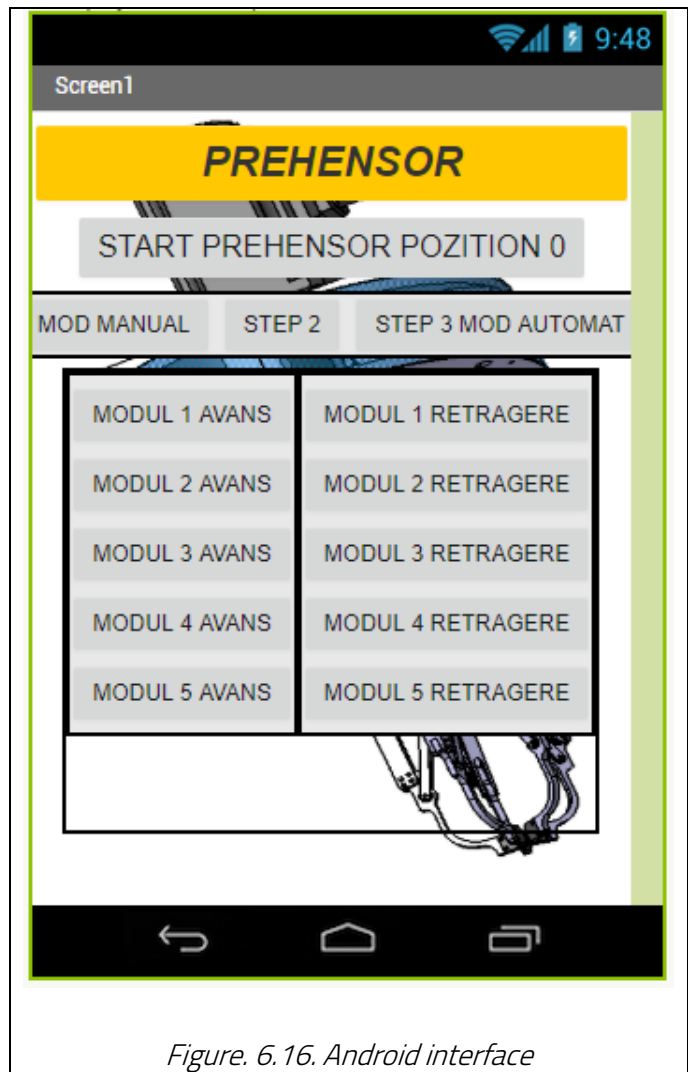 9:48
Screen1
PREHENSOR
START PREHENSOR POZITION 0
MOD MANUAL STEP 2 STEP 3 MOD AUTOMAT
MODUL 1 AVANS MODUL 1 RETRAGERE
MODUL 2 AVANS MODUL 2 RETRAGERE
MODUL 3 AVANS MODUL 3 RETRAGERE
MODUL 4 AVANS MODUL 4 RETRAGERE
MODUL 5 AVANS MODUL 5 RETRAGERE
Figure. 6.16. Android interface